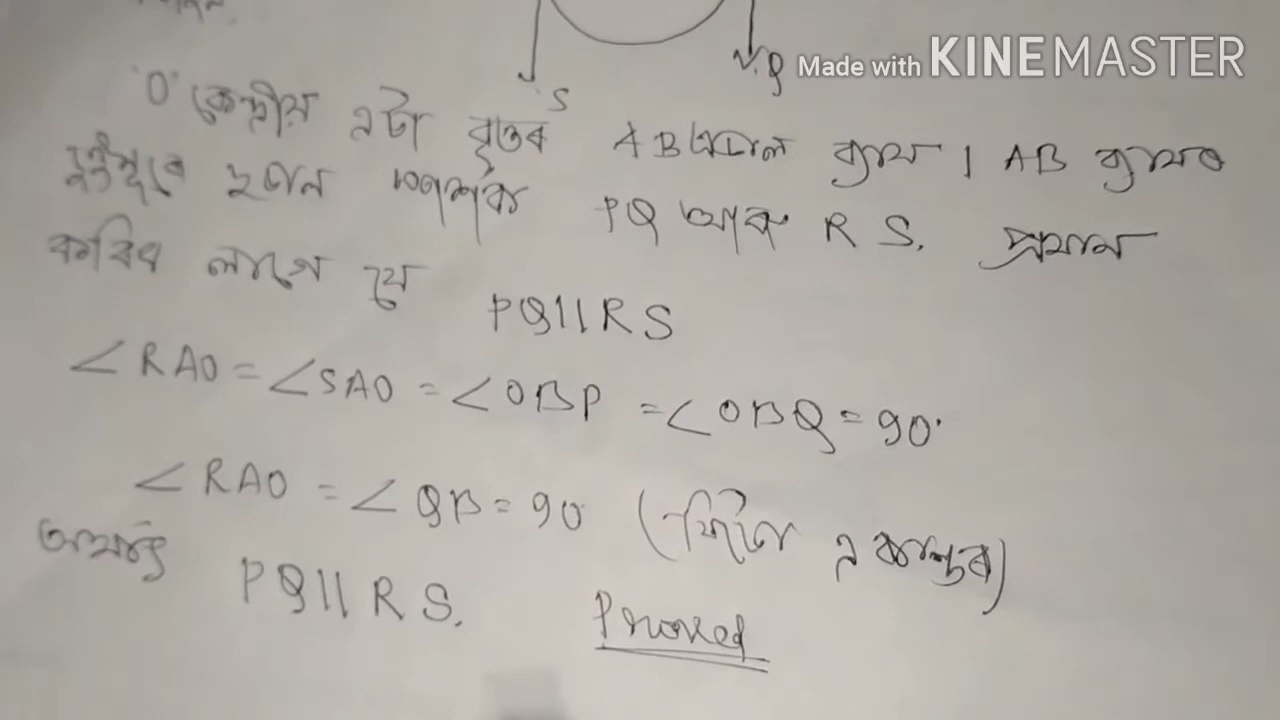 Made with KINEMASTER
S
Q
'O' কেন্দ্ৰীয় এটা বৃত্তৰ AB এডাল ব্যাস। AB ব্যাসৰ
দুইমূৰে দুডাল স্পৰ্শক PQ আৰু RS. প্ৰমাণ
কৰিব লাগে যে PQ||RS
∠RAO = ∠SAO = ∠OBP = ∠OBQ = 90°
∠RAO = ∠QB = 90 (যিটো একান্তৰ)
অৰ্থাৎ PQ||RS. Proved